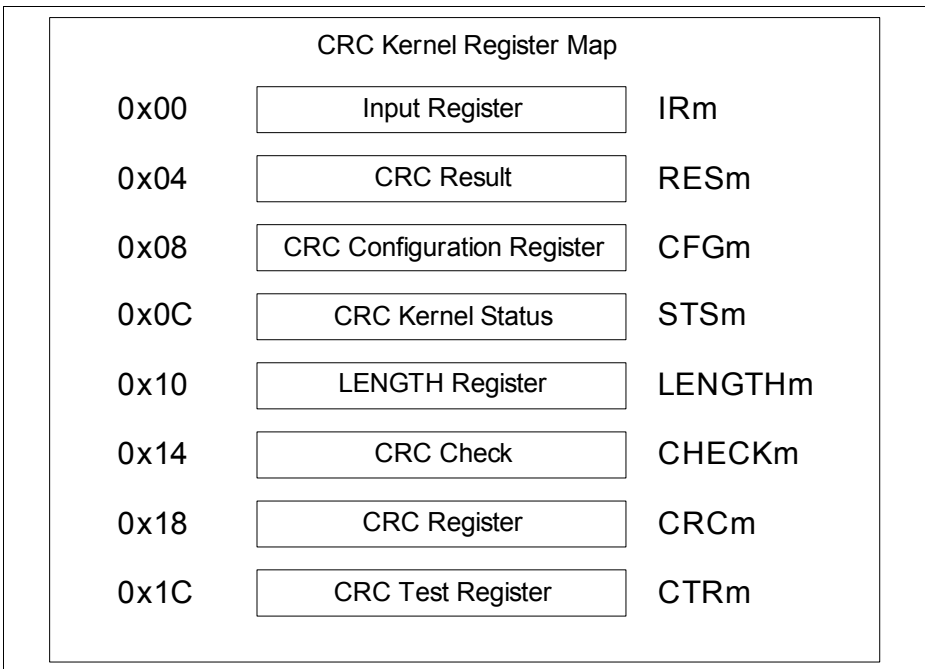 CRC Kernel Register Map
0x00 Input Register IRm
0x04 CRC Result RESm
0x08 CRC Configuration Register CFGm
0x0C CRC Kernel Status STSm
0x10 LENGTH Register LENGTHm
0x14 CRC Check CHECKm
0x18 CRC Register CRCm
0x1C CRC Test Register CTRm